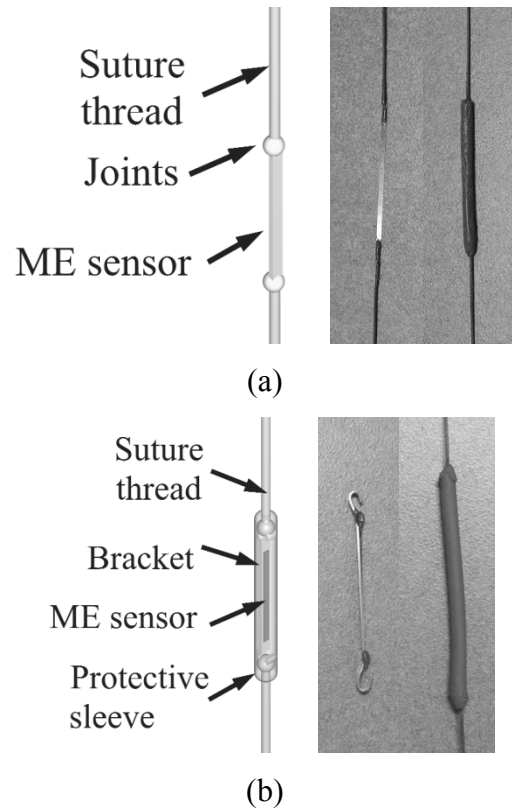 Suture
thread
Joints
ME sensor
(a)
Suture
thread
Bracket
ME sensor
Protective
sleeve
(b)